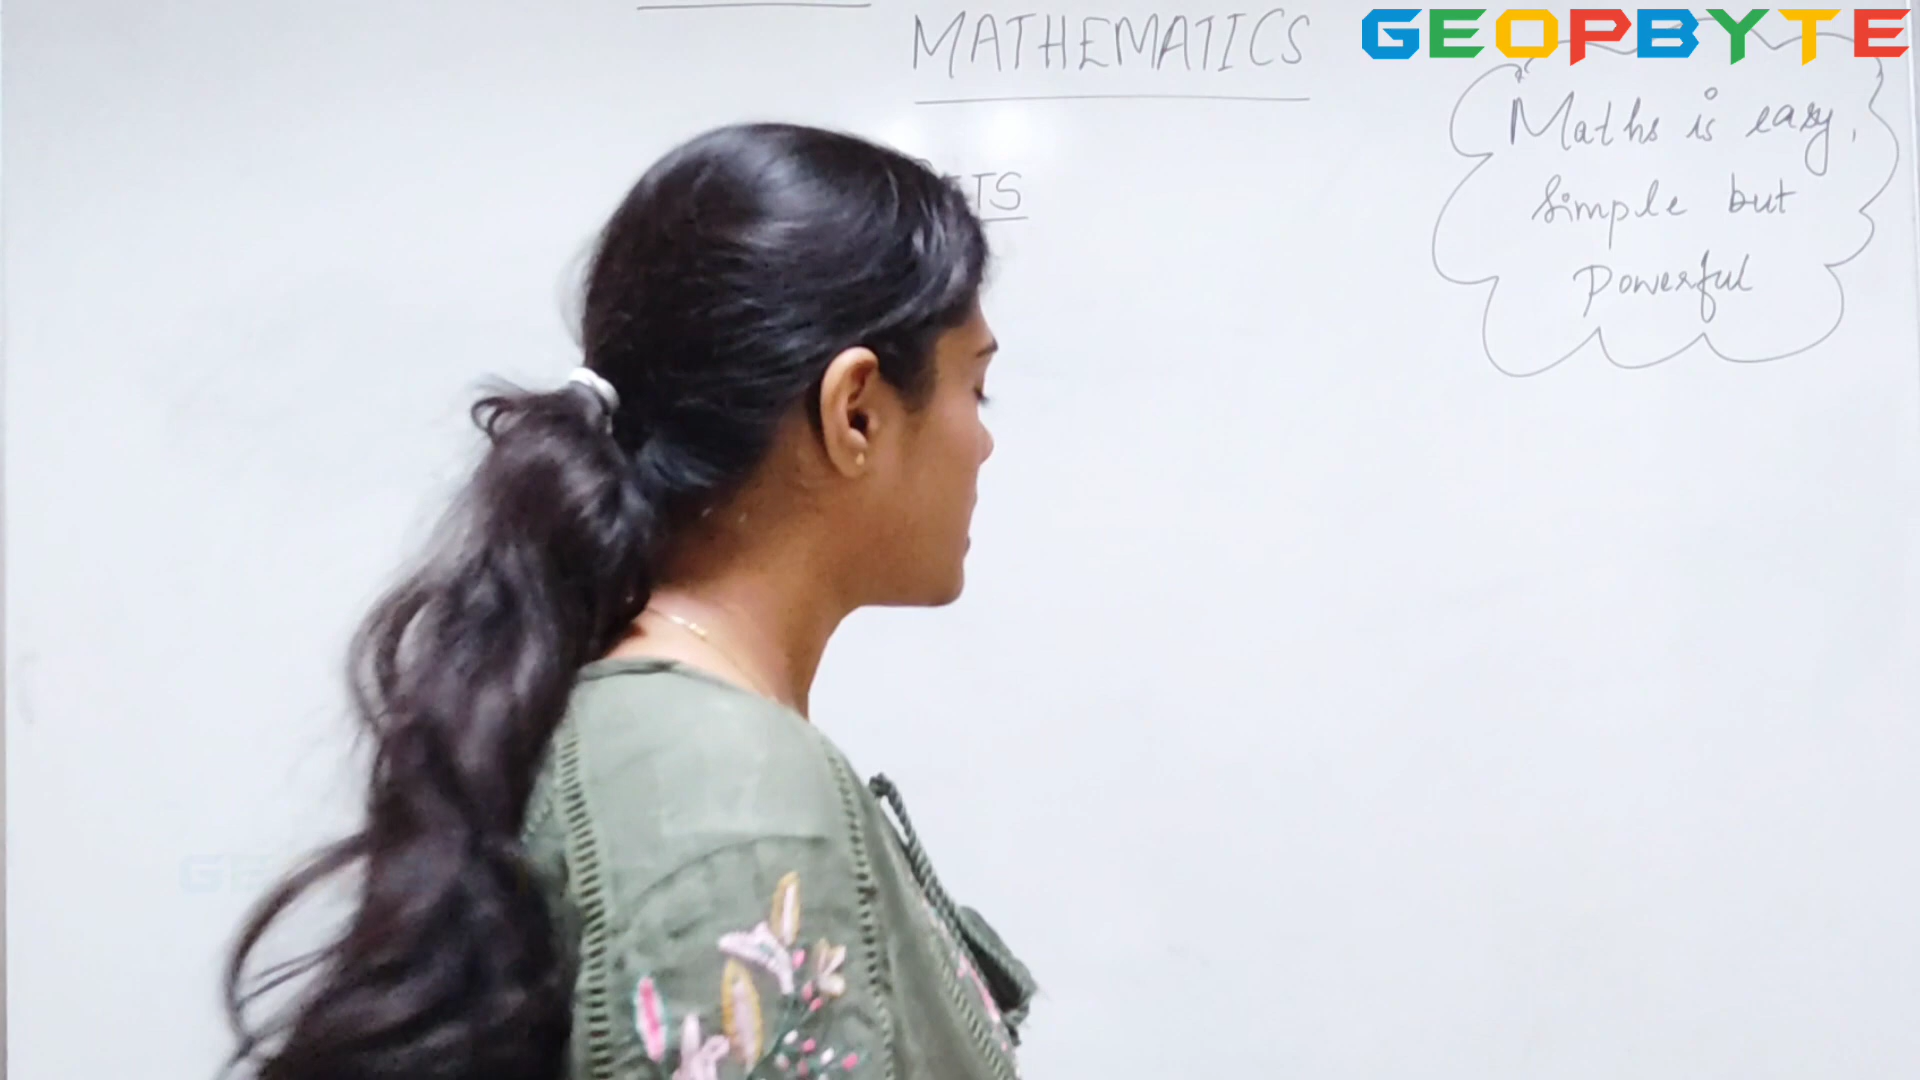 MATHEMATICS
GEOPBYTE
Maths is easy,
simple but
Powerful